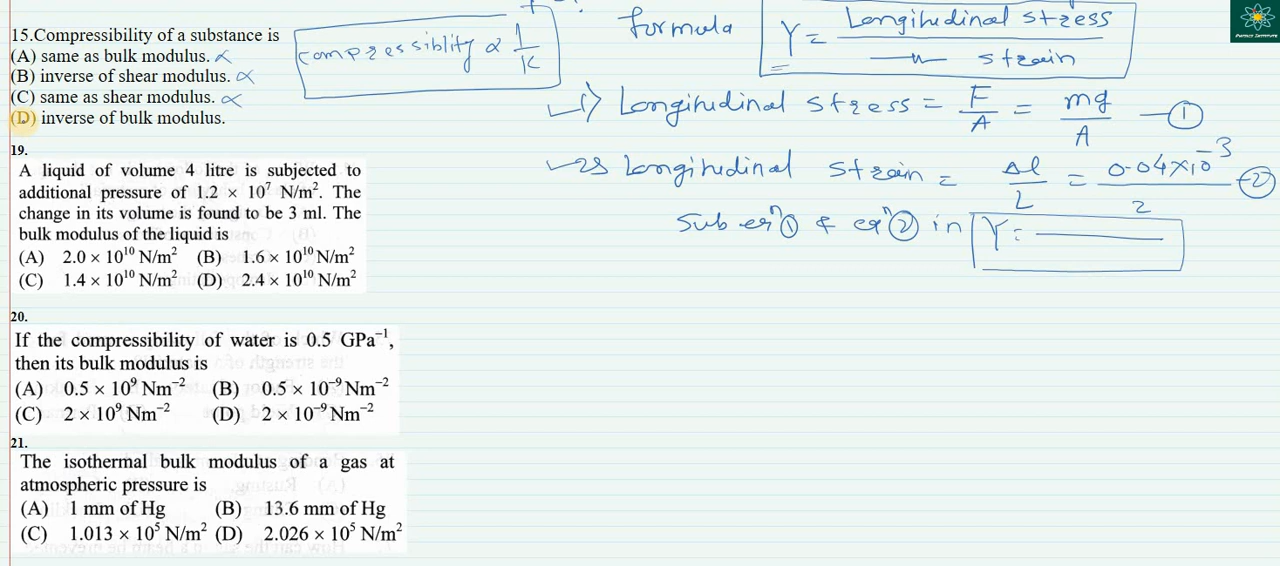 15.Compressibility of a substance is
(A) same as bulk modulus.
(B) inverse of shear modulus.
(C) same as shear modulus.
(D) inverse of bulk modulus.
compressiblity ∝ 1/K
formula Y = Longitudinal stress / —〃— strain
1) Longitudinal stress = F/A = mg/A —①
2) Longitudinal strain = Δl/L = 0.04×10⁻³/2 —②
Sub eqⁿ① & eqⁿ② in Y =
19.
A liquid of volume 4 litre is subjected to
additional pressure of 1.2 × 10⁷ N/m². The
change in its volume is found to be 3 ml. The
bulk modulus of the liquid is
(A) 2.0 × 10¹⁰ N/m² (B) 1.6 × 10¹⁰ N/m²
(C) 1.4 × 10¹⁰ N/m² (D) 2.4 × 10¹⁰ N/m²
20.
If the compressibility of water is 0.5 GPa⁻¹,
then its bulk modulus is
(A) 0.5 × 10⁹ Nm⁻² (B) 0.5 × 10⁻⁹ Nm⁻²
(C) 2 × 10⁹ Nm⁻² (D) 2 × 10⁻⁹ Nm⁻²
21.
The isothermal bulk modulus of a gas at
atmospheric pressure is
(A) 1 mm of Hg (B) 13.6 mm of Hg
(C) 1.013 × 10⁵ N/m² (D) 2.026 × 10⁵ N/m²